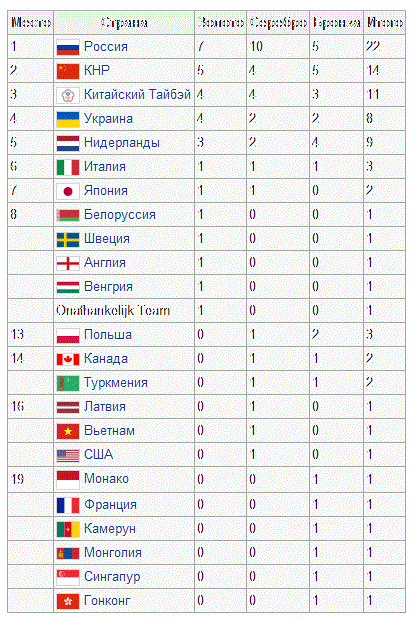 Место Страна Золото Серебро Бронза Итого
1 Россия 7 10 5 22
2 КНР 5 4 5 14
3 Китайский Тайбэй 4 4 3 11
4 Украина 4 2 2 8
5 Нидерланды 3 2 4 9
6 Италия 1 1 1 3
7 Япония 1 1 0 2
8 Белоруссия 1 0 0 1
Швеция 1 0 0 1
Англия 1 0 0 1
Венгрия 1 0 0 1
Onafhankelijk Team 1 0 0 1
13 Польша 0 1 2 3
14 Канада 0 1 1 2
Туркмения 0 1 1 2
16 Латвия 0 1 0 1
Вьетнам 0 1 0 1
США 0 1 0 1
19 Монако 0 0 1 1
Франция 0 0 1 1
Камерун 0 0 1 1
Монголия 0 0 1 1
Сингапур 0 0 1 1
Гонконг 0 0 1 1